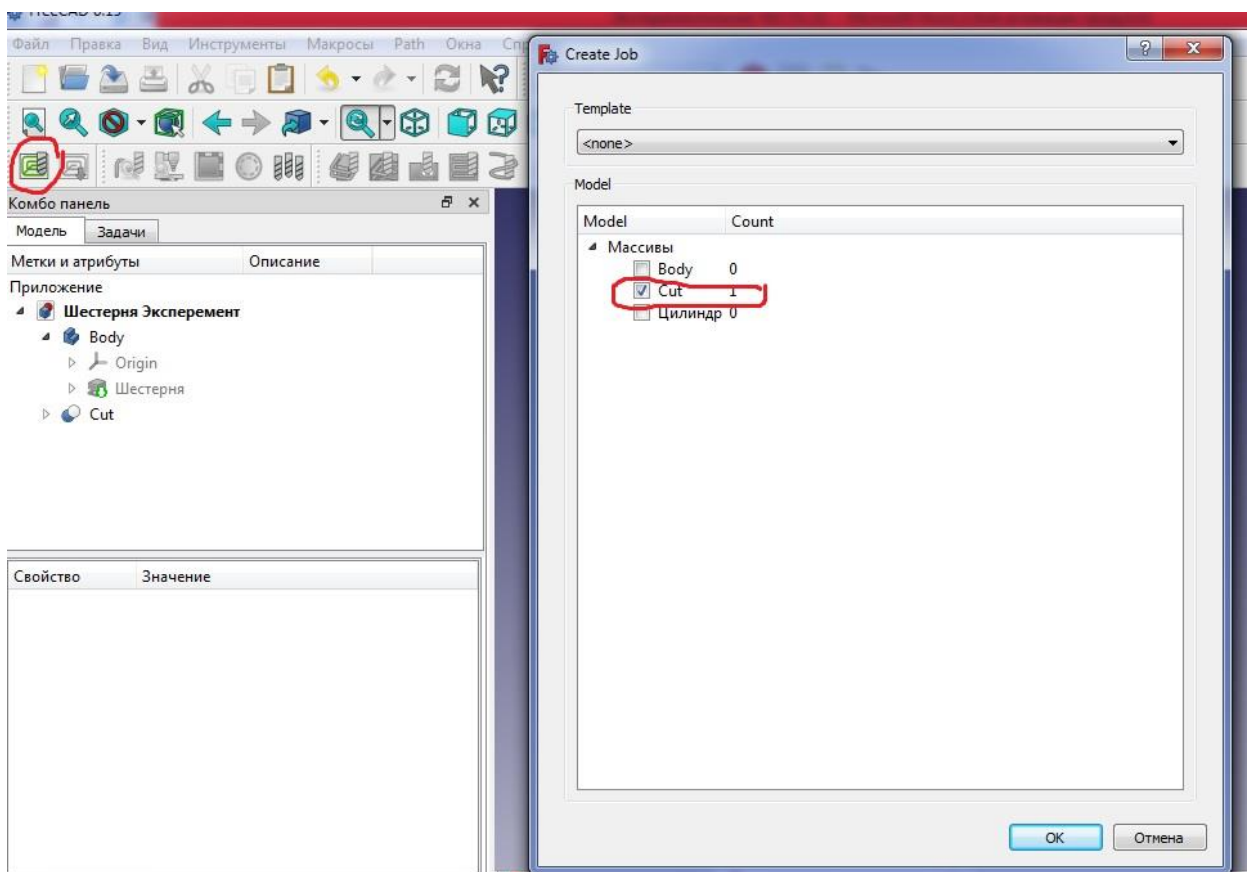 Файл Правка Вид Инструменты Макросы Path Окна
Create Job
Template
<none>
Model
Model Count
Массивы
Body 0
Cut 1
Цилиндр 0
OK Отмена
Комбо панель
Модель Задачи
Метки и атрибуты Описание
Приложение
Шестерня Эксперемент
Body
Origin
Шестерня
Cut
Свойство Значение